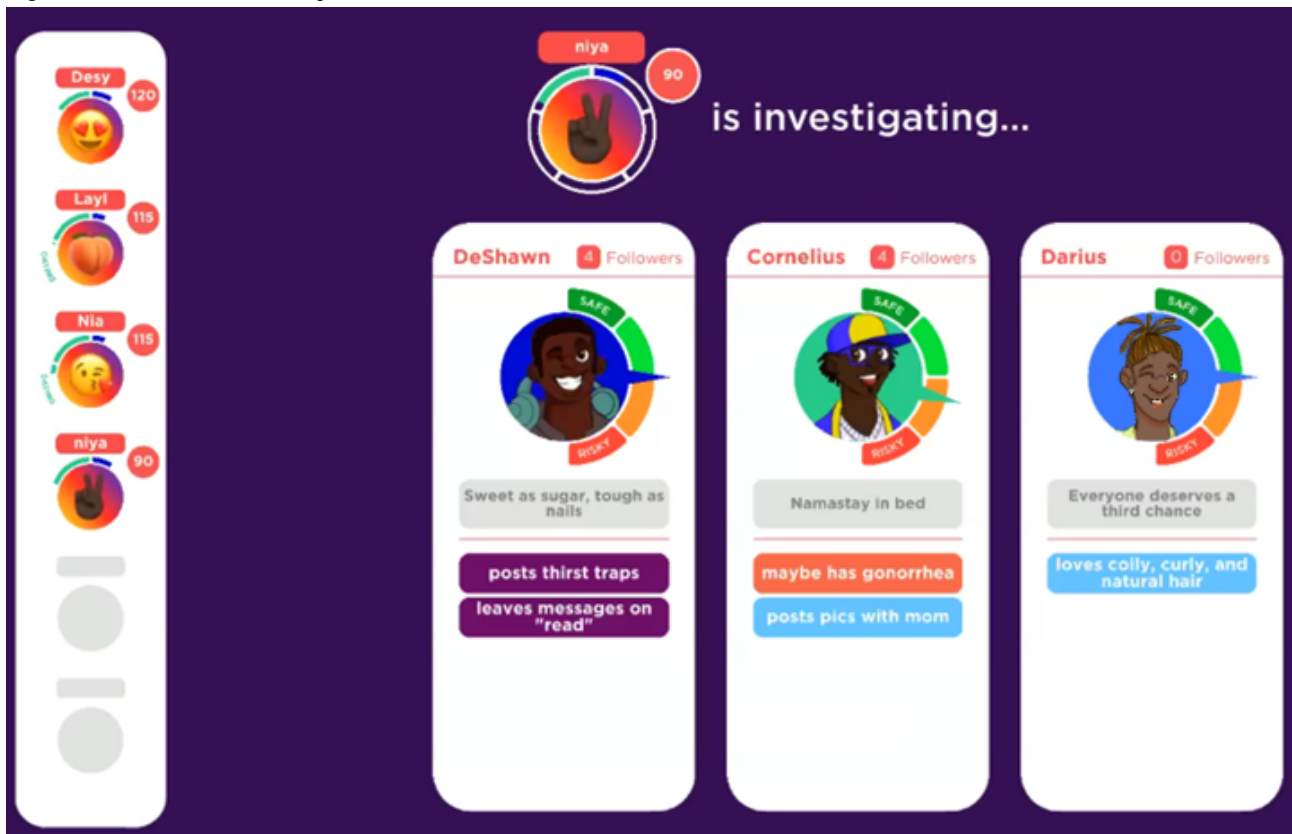 niya
90
is investigating...
Desy
120
Layl
115
Nia
115
niya
90
DeShawn 4 Followers
SAFE
RISKY
Sweet as sugar, tough as
nails
posts thirst traps
leaves messages on
"read"
Cornelius 4 Followers
SAFE
RISKY
Namastay in bed
maybe has gonorrhea
posts pics with mom
Darius 0 Followers
SAFE
RISKY
Everyone deserves a
third chance
loves coily, curly, and
natural hair